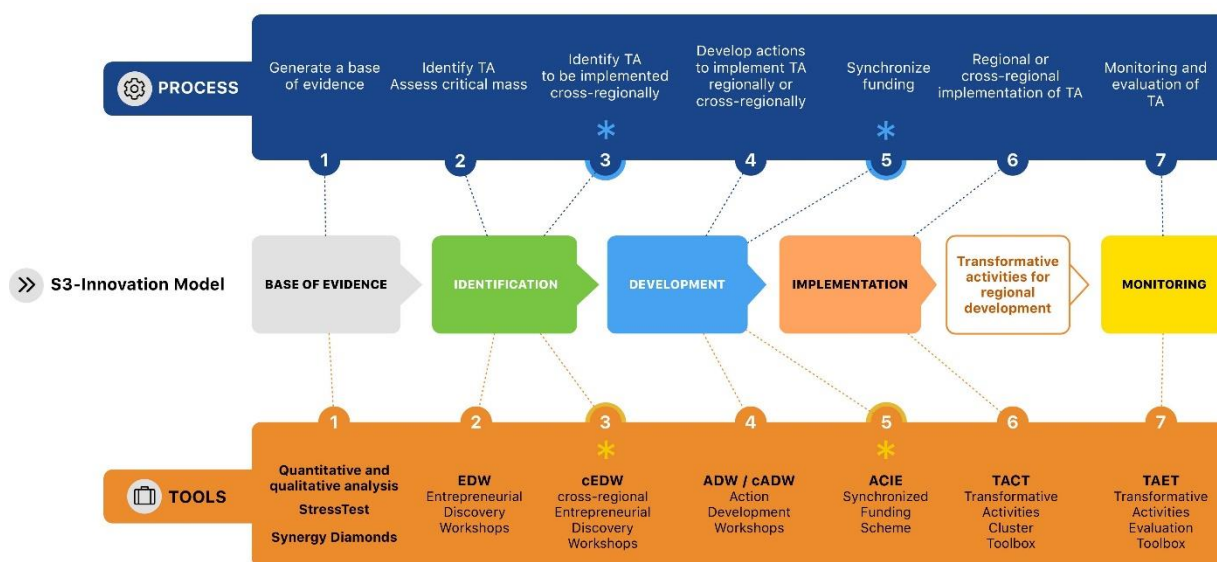 PROCESS
Generate a base
of evidence
Identify TA
Assess critical mass
Identify TA
to be implemented
cross-regionally
Develop actions
to implement TA
regionally or
cross-regionally
Synchronize
funding
Regional or
cross-regional
implementation of TA
Monitoring and
evaluation of
TA
*
*
1
2
3
4
5
6
7
S3-Innovation Model
BASE OF EVIDENCE
IDENTIFICATION
DEVELOPMENT
IMPLEMENTATION
Transformative
activities for
regional
development
MONITORING
1
2
3
4
5
6
7
*
*
TOOLS
Quantitative and
qualitative analysis
StressTest
Synergy Diamonds
EDW
Entrepreneurial
Discovery
Workshops
cEDW
cross-regional
Entrepreneurial
Discovery
Workshops
ADW / cADW
Action
Development
Workshops
ACIE
Synchronized
Funding
Scheme
TACT
Transformative
Activities
Cluster
Toolbox
TAET
Transformative
Activities
Evaluation
Toolbox